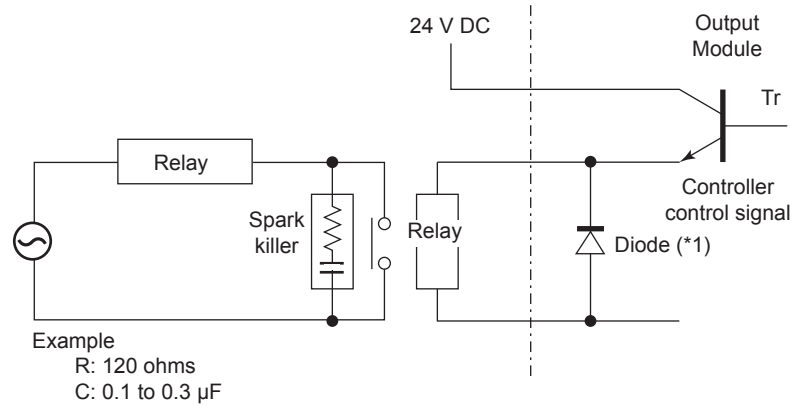 24 V DC
Output
Module
Tr
Relay
Spark
killer
Relay
Controller
control signal
Diode (*1)
Example
R: 120 ohms
C: 0.1 to 0.3 µF